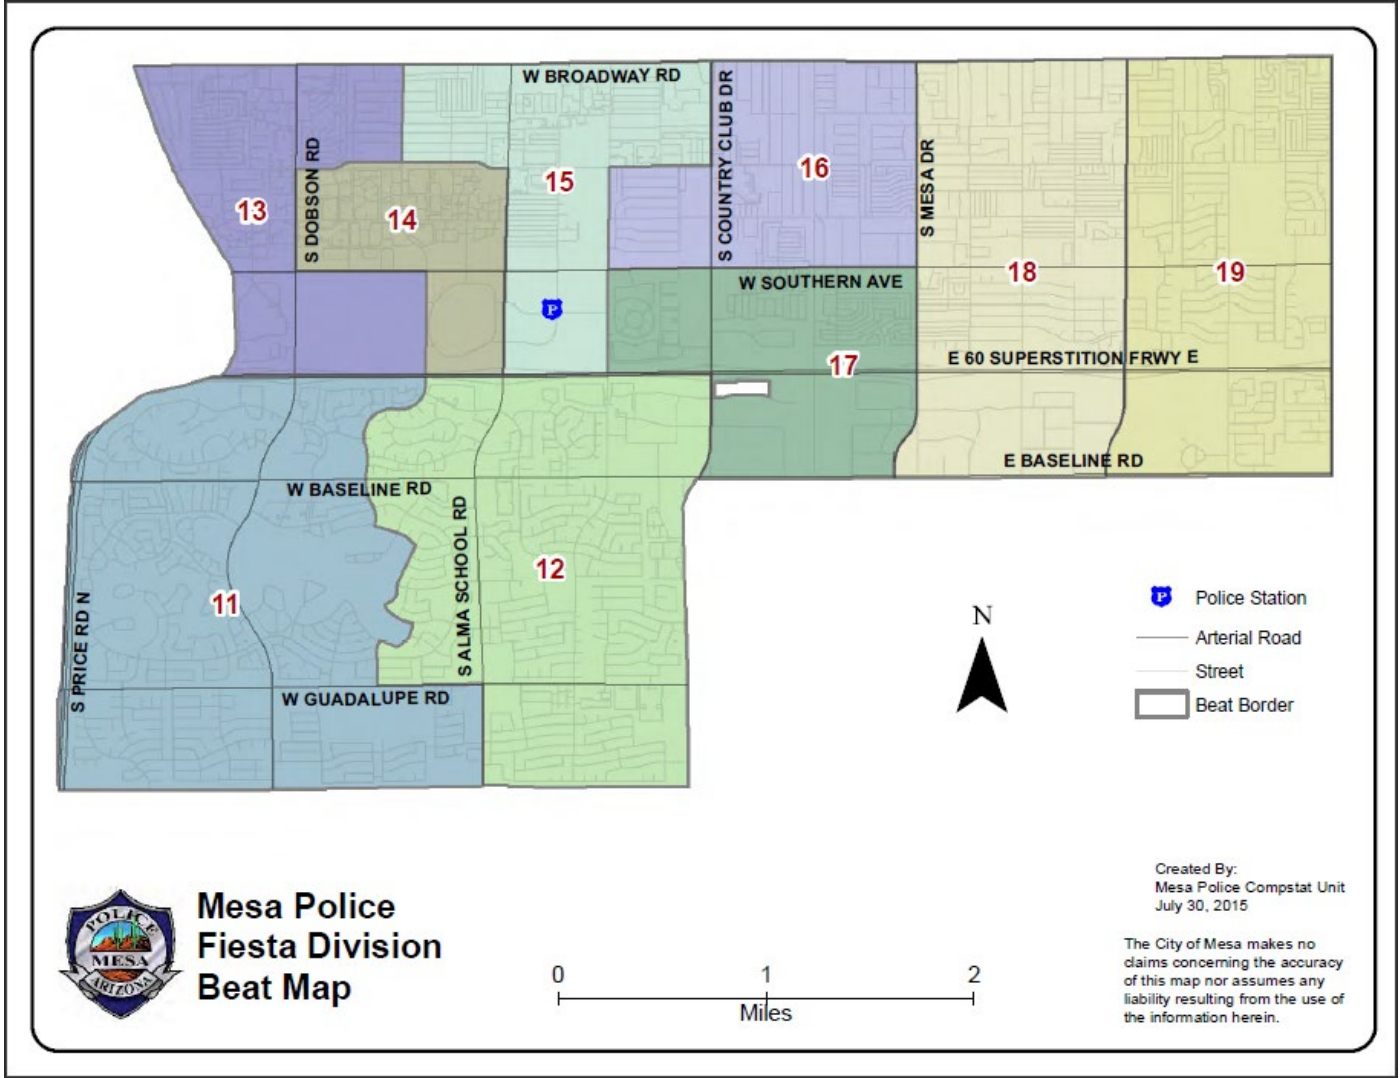 W BROADWAY RD
S DOBSON RD
S COUNTRY CLUB DR
S MESA DR
13
14
15
16
W SOUTHERN AVE
18
19
P
17
E 60 SUPERSTITION FRWY E
E BASELINE RD
W BASELINE RD
S ALMA SCHOOL RD
12
11
S PRICE RD N
W GUADALUPE RD
N
P Police Station
Arterial Road
Street
Beat Border
POLICE
MESA
ARIZONA
Mesa Police
Fiesta Division
Beat Map
0 1 2
Miles
Created By:
Mesa Police Compstat Unit
July 30, 2015
The City of Mesa makes no
claims concerning the accuracy
of this map nor assumes any
liability resulting from the use of
the information herein.